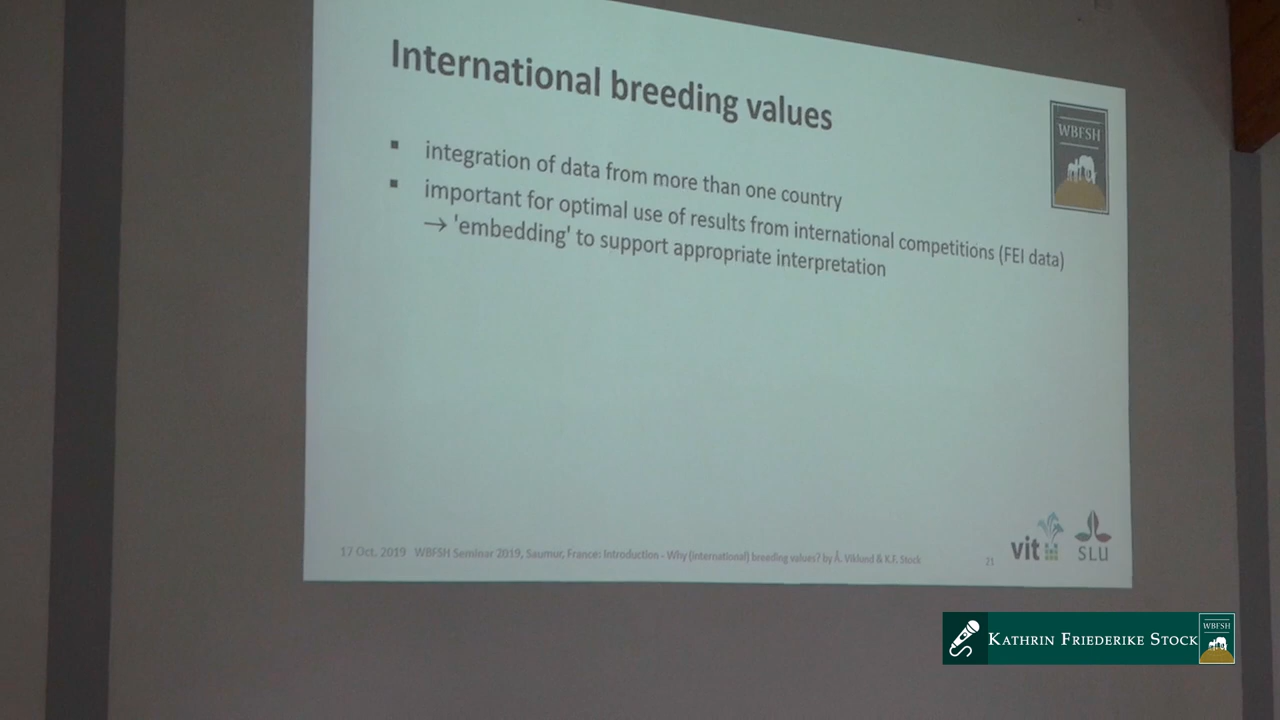 International breeding values
WBFSH
▪ integration of data from more than one country
▪ important for optimal use of results from international competitions (FEI data)
→ 'embedding' to support appropriate interpretation
17 Oct. 2019 WBFSH Seminar 2019, Saumur, France: Introduction - Why (international) breeding values? by Å. Viklund & K.F. Stock
21
vit
SLU
KATHRIN FRIEDERIKE STOCK
WBFSH